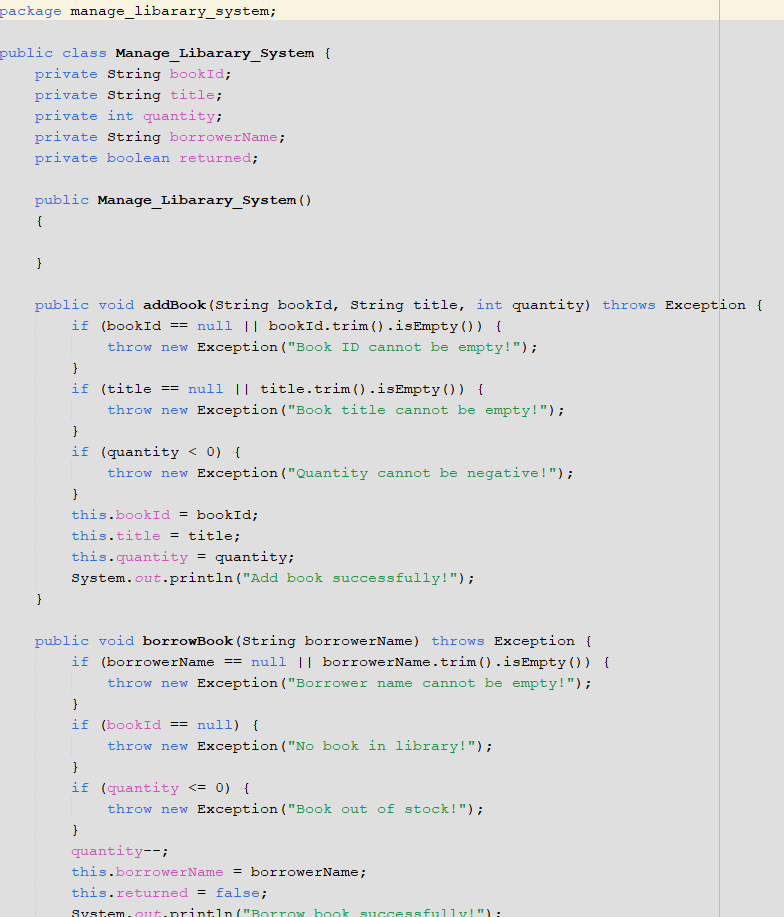 package manage_libarary_system;
public class Manage_Libarary_System {
    private String bookId;
    private String title;
    private int quantity;
    private String borrowerName;
    private boolean returned;
    public Manage_Libarary_System()
    {
    }
    public void addBook(String bookId, String title, int quantity) throws Exception {
        if (bookId == null || bookId.trim().isEmpty()) {
            throw new Exception("Book ID cannot be empty!");
        }
        if (title == null || title.trim().isEmpty()) {
            throw new Exception("Book title cannot be empty!");
        }
        if (quantity < 0) {
            throw new Exception("Quantity cannot be negative!");
        }
        this.bookId = bookId;
        this.title = title;
        this.quantity = quantity;
        System.out.println("Add book successfully!");
    }
    public void borrowBook(String borrowerName) throws Exception {
        if (borrowerName == null || borrowerName.trim().isEmpty()) {
            throw new Exception("Borrower name cannot be empty!");
        }
        if (bookId == null) {
            throw new Exception("No book in library!");
        }
        if (quantity <= 0) {
            throw new Exception("Book out of stock!");
        }
        quantity--;
        this.borrowerName = borrowerName;
        this.returned = false;
        System.out.println("Borrow book successfully!");